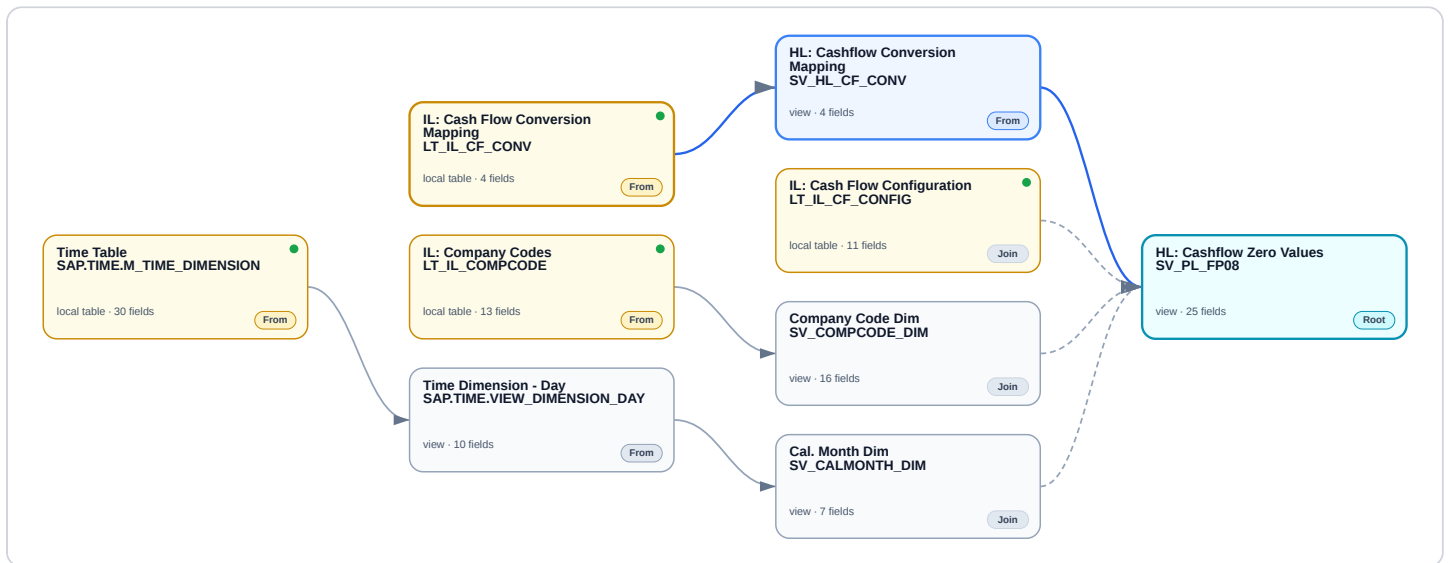 HL: Cashflow Conversion
Mapping
SV_HL_CF_CONV
view · 4 fields
From
IL: Cash Flow Conversion
Mapping
LT_IL_CF_CONV
local table · 4 fields
From
IL: Cash Flow Configuration
LT_IL_CF_CONFIG
local table · 11 fields
Join
Time Table
SAP.TIME.M_TIME_DIMENSION
local table · 30 fields
From
IL: Company Codes
LT_IL_COMPCODE
local table · 13 fields
From
HL: Cashflow Zero Values
SV_PL_FP08
view · 25 fields
Root
Company Code Dim
SV_COMPCODE_DIM
view · 16 fields
Join
Time Dimension - Day
SAP.TIME.VIEW_DIMENSION_DAY
view · 10 fields
From
Cal. Month Dim
SV_CALMONTH_DIM
view · 7 fields
Join